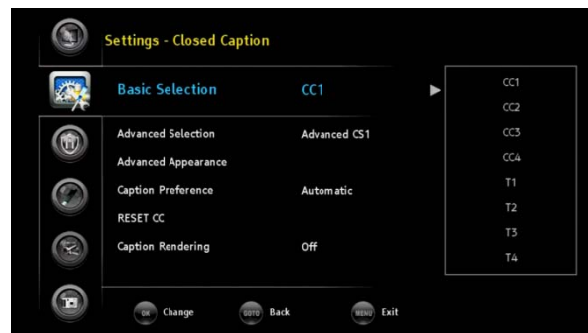 Settings - Closed Caption
Basic Selection CC1
Advanced Selection Advanced CS1
Advanced Appearance
Caption Preference Automatic
RESET CC
Caption Rendering Off
CC1
CC2
CC3
CC4
T1
T2
T3
T4
OK Change GOTO Back MENU Exit